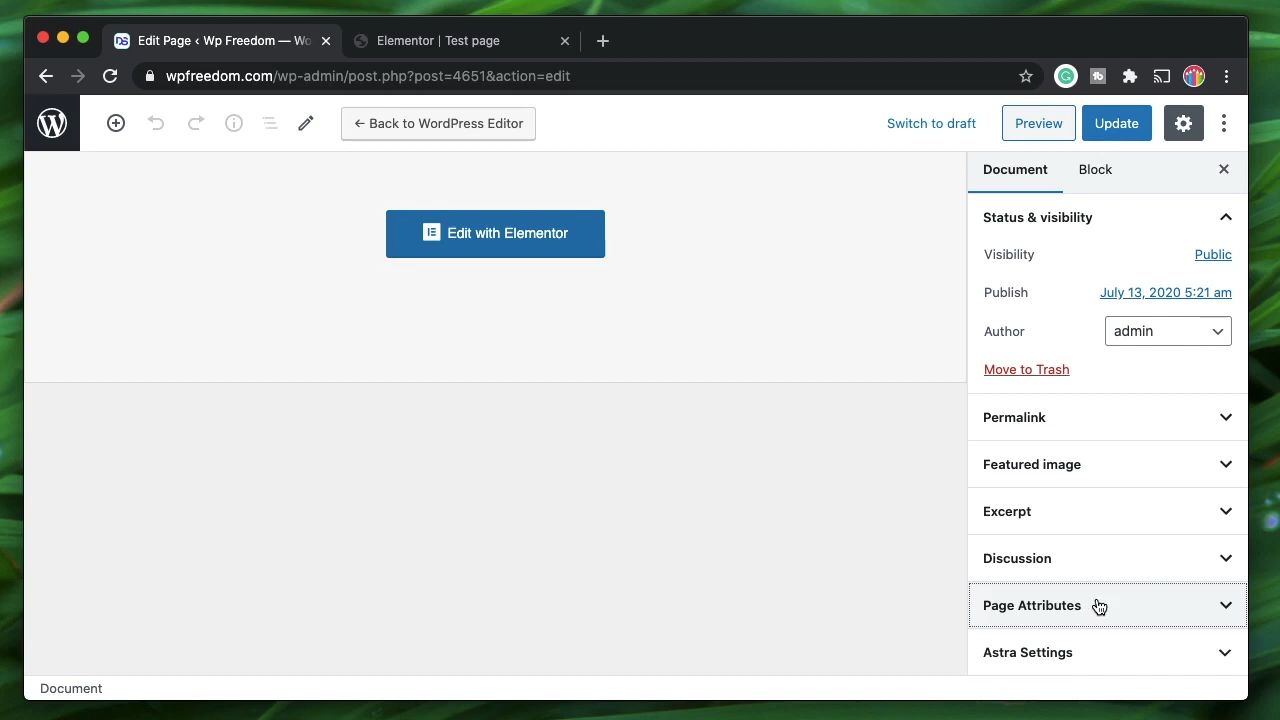 Edit Page ‹ Wp Freedom — Wo
Elementor | Test page
wpfreedom.com/wp-admin/post.php?post=4651&action=edit
← Back to WordPress Editor
Switch to draft
Preview
Update
Edit with Elementor
Document
Block
Status & visibility
Visibility
Public
Publish
July 13, 2020 5:21 am
Author
admin
Move to Trash
Permalink
Featured image
Excerpt
Discussion
Page Attributes
Astra Settings
Document